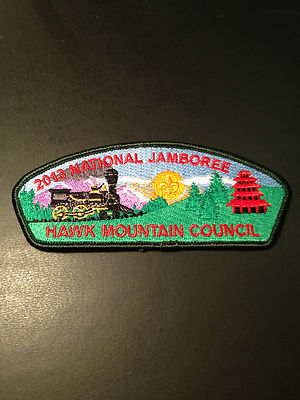 2013 NATIONAL JAMBOREE
HAWK MOUNTAIN COUNCIL